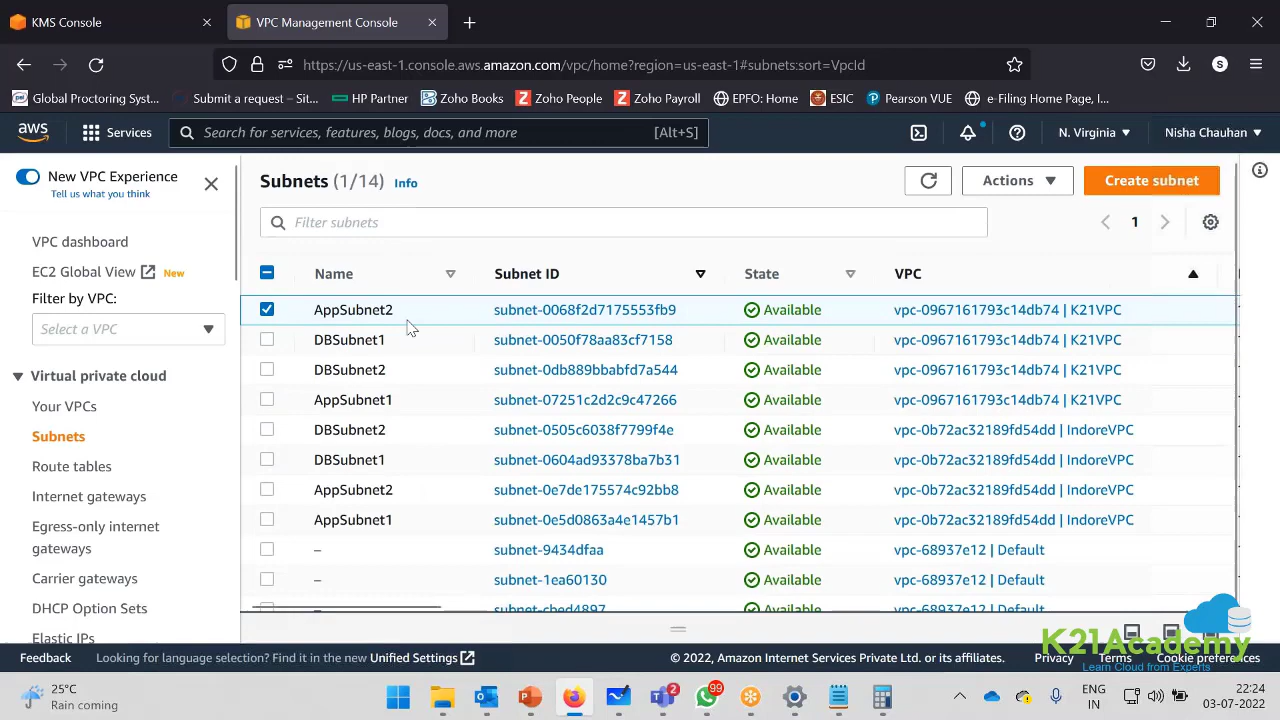 KMS Console
VPC Management Console
https://us-east-1.console.aws.amazon.com/vpc/home?region=us-east-1#subnets:sort=VpcId
Global Proctoring Syst...
Submit a request – Sit...
HP Partner
Zoho Books
Zoho People
Zoho Payroll
EPFO: Home
ESIC
Pearson VUE
e-Filing Home Page, I...
aws
Services
Search for services, features, blogs, docs, and more
[Alt+S]
N. Virginia
Nisha Chauhan
New VPC Experience
Tell us what you think
VPC dashboard
EC2 Global View New
Filter by VPC:
Select a VPC
Virtual private cloud
Your VPCs
Subnets
Route tables
Internet gateways
Egress-only internet
gateways
Carrier gateways
DHCP Option Sets
Elastic IPs
Subnets (1/14) Info
Actions
Create subnet
Filter subnets
1
Name Subnet ID State VPC
AppSubnet2 subnet-0068f2d7175553fb9 Available vpc-0967161793c14db74 | K21VPC
DBSubnet1 subnet-0050f78aa83cf7158 Available vpc-0967161793c14db74 | K21VPC
DBSubnet2 subnet-0db889bbabfd7a544 Available vpc-0967161793c14db74 | K21VPC
AppSubnet1 subnet-07251c2d2c9c47266 Available vpc-0967161793c14db74 | K21VPC
DBSubnet2 subnet-0505c6038f7799f4e Available vpc-0b72ac32189fd54dd | IndoreVPC
DBSubnet1 subnet-0604ad93378ba7b31 Available vpc-0b72ac32189fd54dd | IndoreVPC
AppSubnet2 subnet-0e7de175574c92bb8 Available vpc-0b72ac32189fd54dd | IndoreVPC
AppSubnet1 subnet-0e5d0863a4e1457b1 Available vpc-0b72ac32189fd54dd | IndoreVPC
– subnet-9434dfaa Available vpc-68937e12 | Default
– subnet-1ea60130 Available vpc-68937e12 | Default
– subnet-cbed4897 Available vpc-68937e12 | Default
K21Academy
Learn Cloud from Experts
Feedback
Looking for language selection? Find it in the new Unified Settings
© 2022, Amazon Internet Services Private Ltd. or its affiliates.
Privacy
Terms
Cookie preferences
25°C
Rain coming
2
99
ENG
IN
22:24
03-07-2022